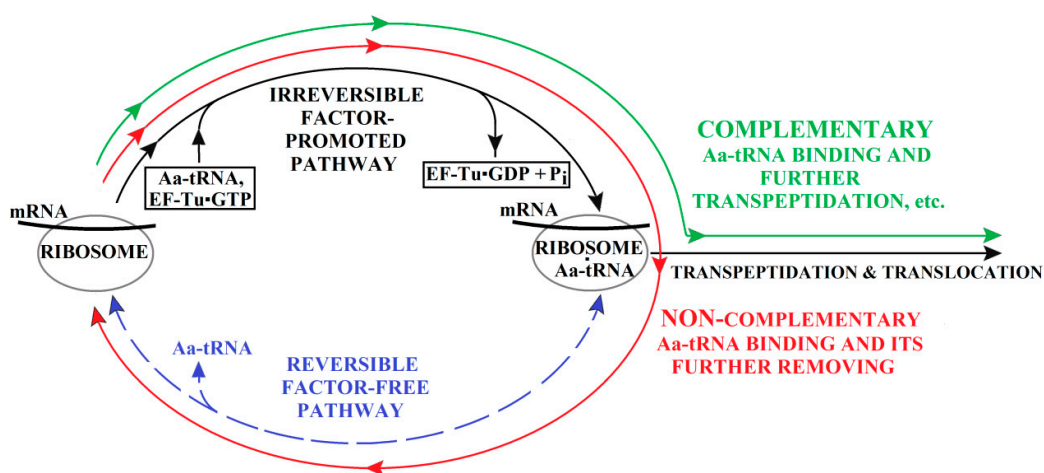 IRREVERSIBLE
FACTOR-
PROMOTED
PATHWAY
Aa-tRNA,
EF-Tu▪GTP
EF-Tu▪GDP + Pi
COMPLEMENTARY
Aa-tRNA BINDING AND
FURTHER
TRANSPEPTIDATION, etc.
mRNA
RIBOSOME
mRNA
RIBOSOME
▪
Aa-tRNA
TRANSPEPTIDATION & TRANSLOCATION
NON-COMPLEMENTARY
Aa-tRNA BINDING AND ITS
FURTHER REMOVING
Aa-tRNA
REVERSIBLE
FACTOR-FREE
PATHWAY